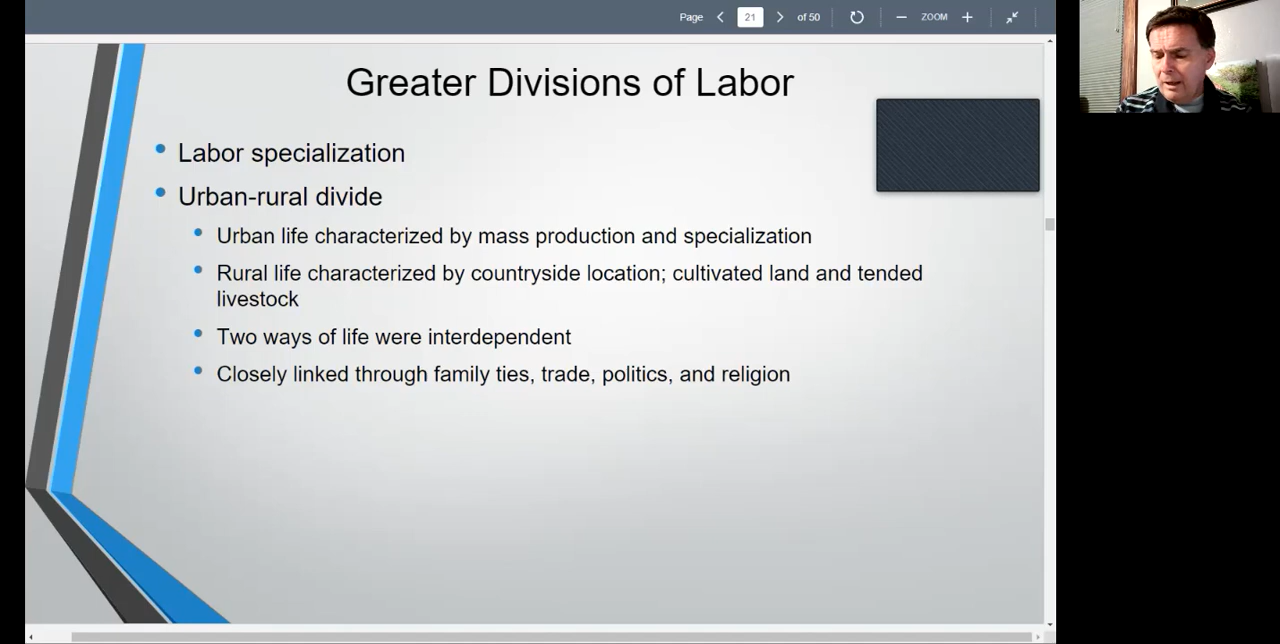 Page 21 of 50 ZOOM
Greater Divisions of Labor
Labor specialization
Urban-rural divide
Urban life characterized by mass production and specialization
Rural life characterized by countryside location; cultivated land and tended
livestock
Two ways of life were interdependent
Closely linked through family ties, trade, politics, and religion